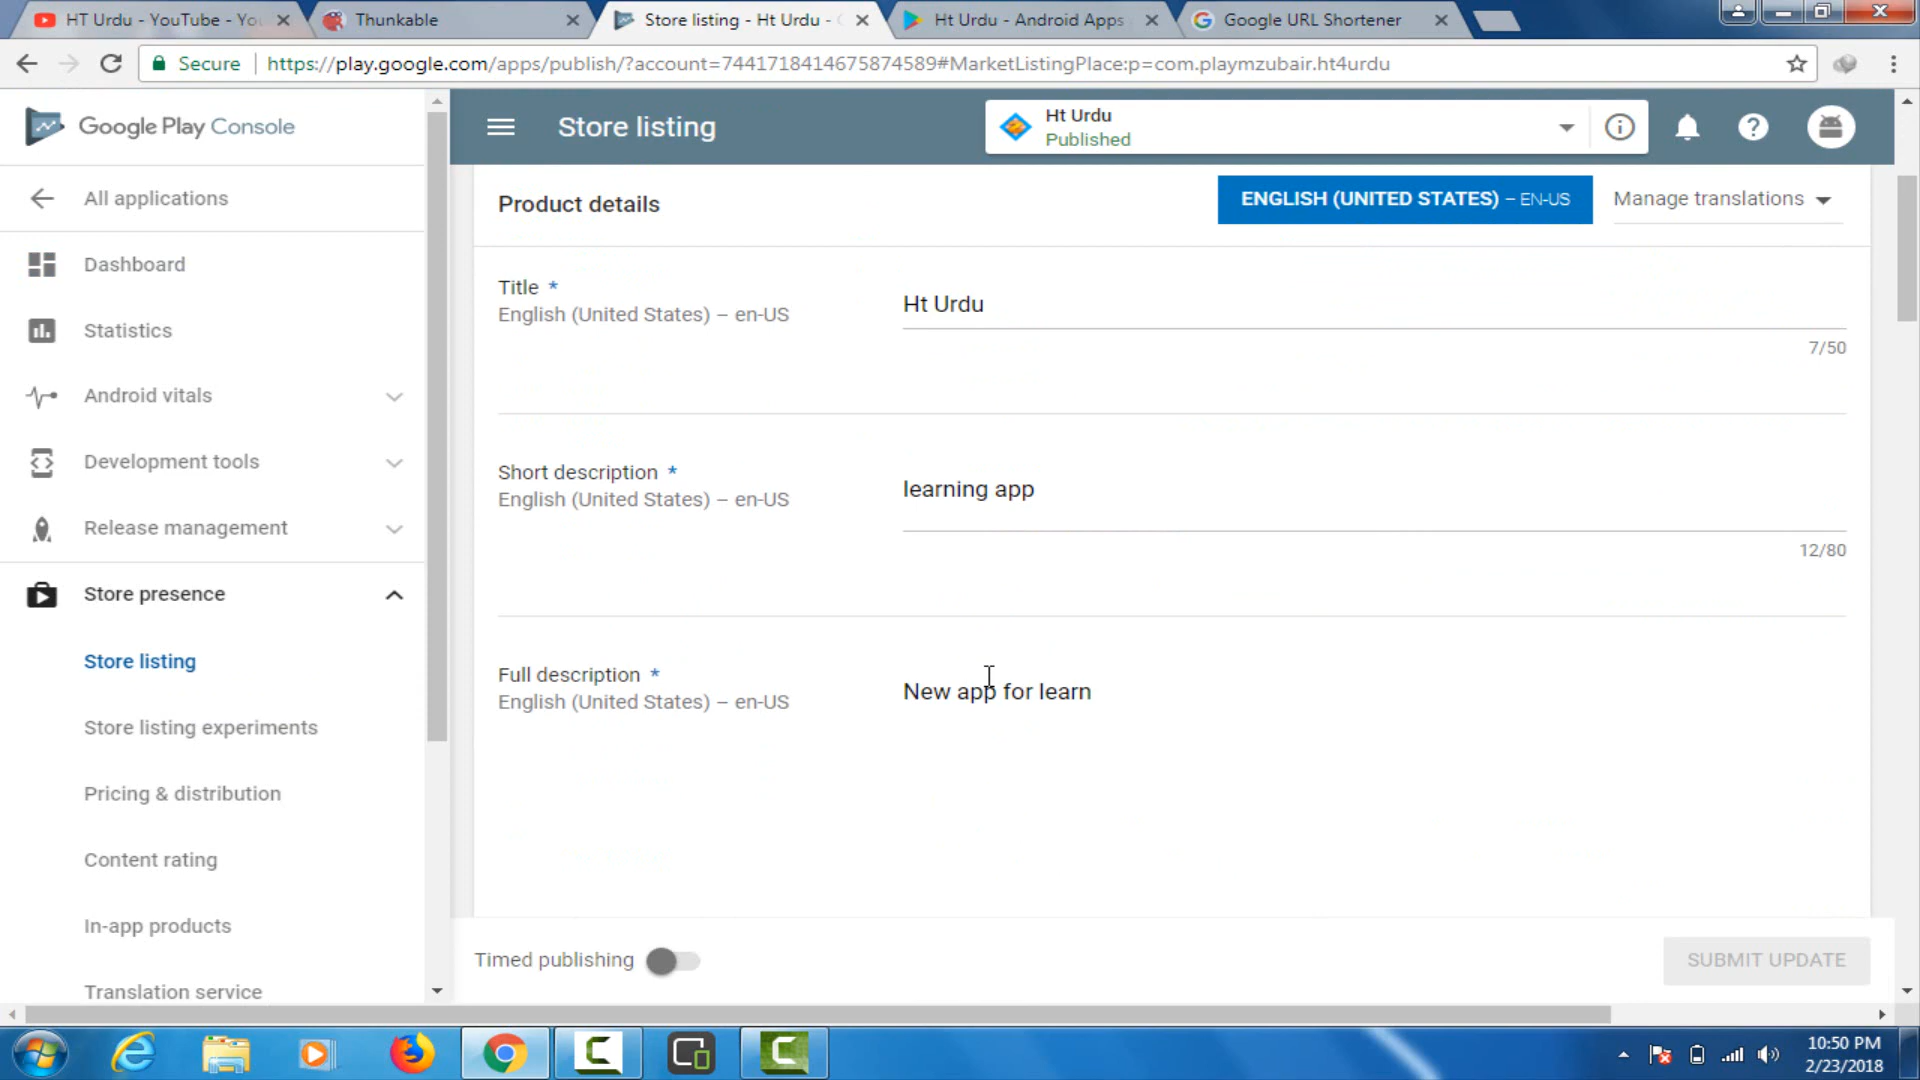 HT Urdu - YouTube - Yo
Thunkable
Store listing - Ht Urdu -
Ht Urdu - Android Apps
Google URL Shortener
Secure
https://play.google.com/apps/publish/?account=7441718414675874589#MarketListingPlace:p=com.playmzubair.ht4urdu
Google Play Console
Store listing
Ht Urdu
Published
All applications
Product details
ENGLISH (UNITED STATES) – EN-US
Manage translations
Dashboard
Title *
English (United States) – en-US
Ht Urdu
7/50
Statistics
Android vitals
Development tools
Short description *
English (United States) – en-US
learning app
12/80
Release management
Store presence
Store listing
Full description *
English (United States) – en-US
New app for learn
Store listing experiments
Pricing & distribution
Content rating
In-app products
Translation service
Timed publishing
SUBMIT UPDATE
10:50 PM
2/23/2018